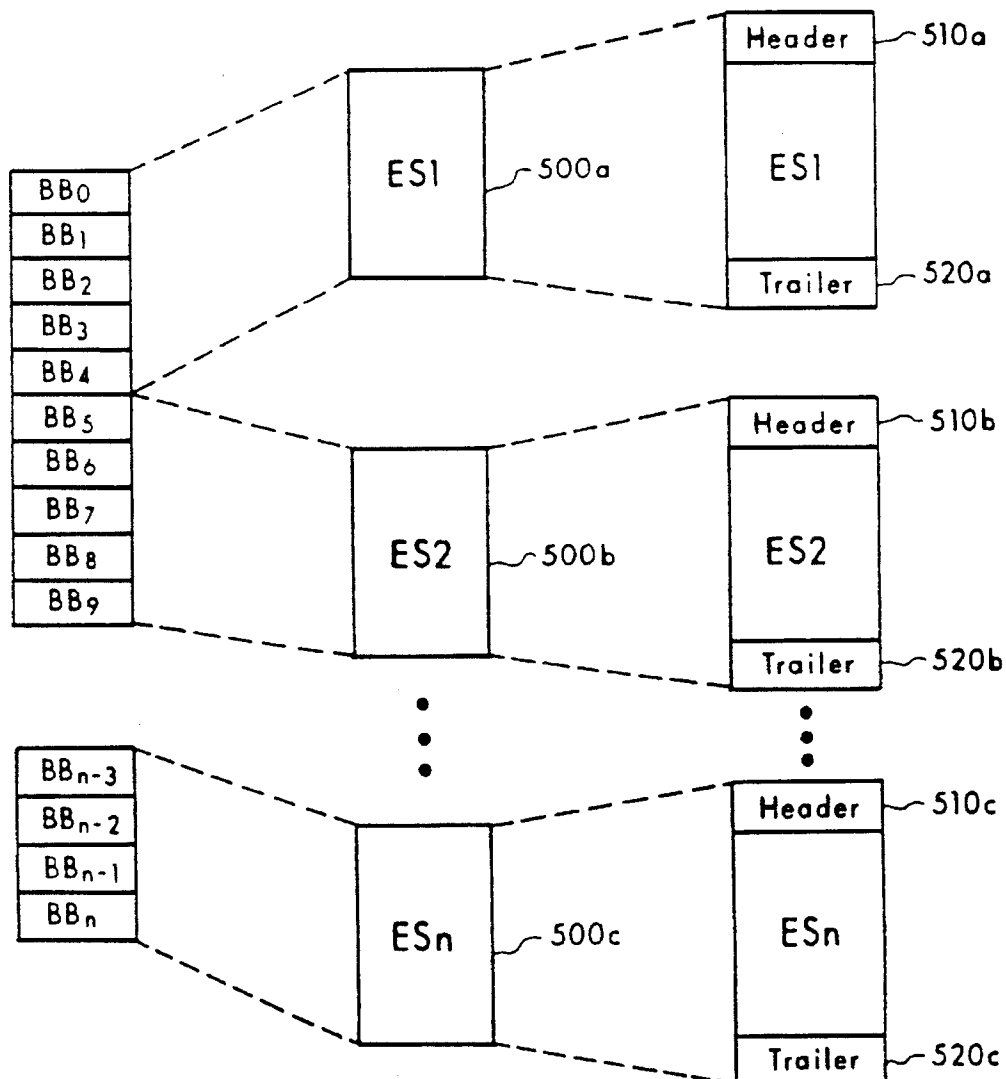 BB0
BB1
BB2
BB3
BB4
BB5
BB6
BB7
BB8
BB9
BBn-3
BBn-2
BBn-1
BBn
ES1
500a
ES2
500b
ESn
500c
Header
510a
ES1
Trailer
520a
Header
510b
ES2
Trailer
520b
Header
510c
ESn
Trailer
520c